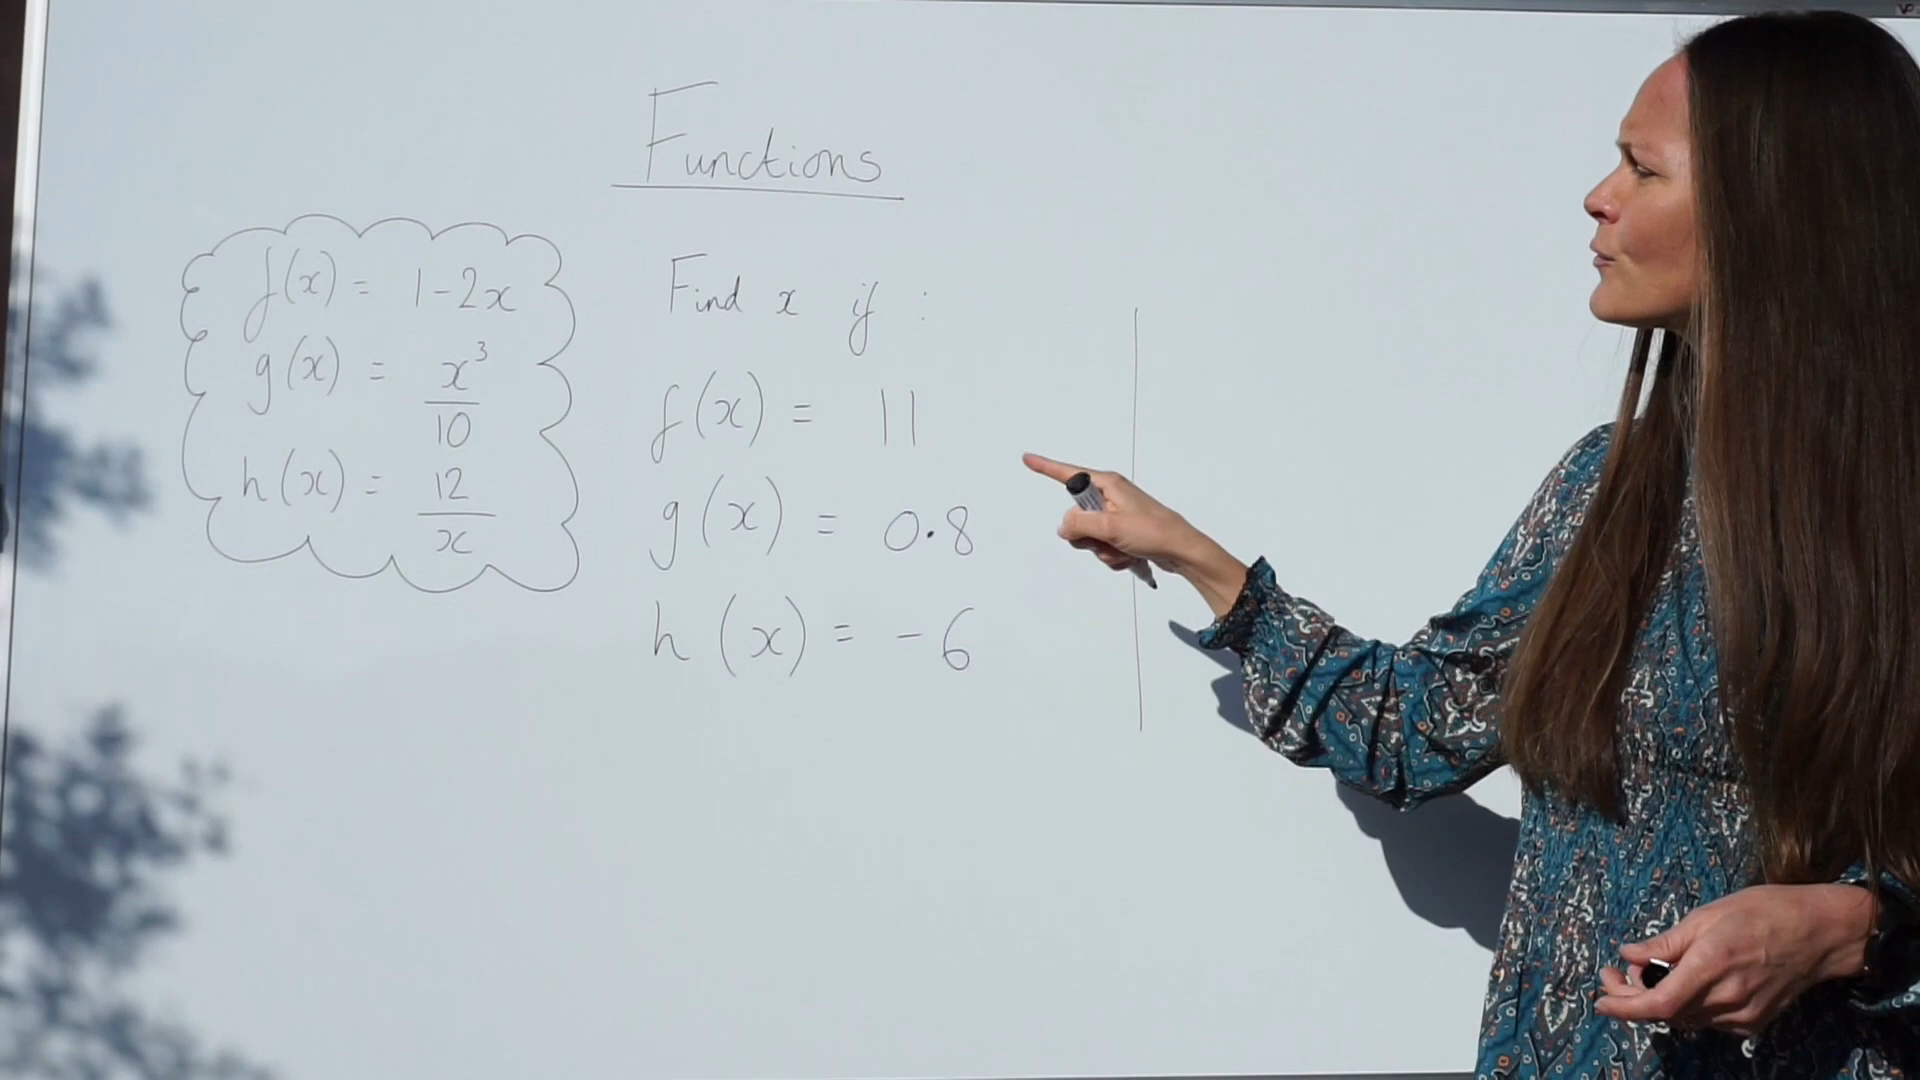 Functions
f(x) = 1-2x
g(x) = x³/10
h(x) = 12/x
Find x if :
f(x) = 11
g(x) = 0.8
h(x) = -6